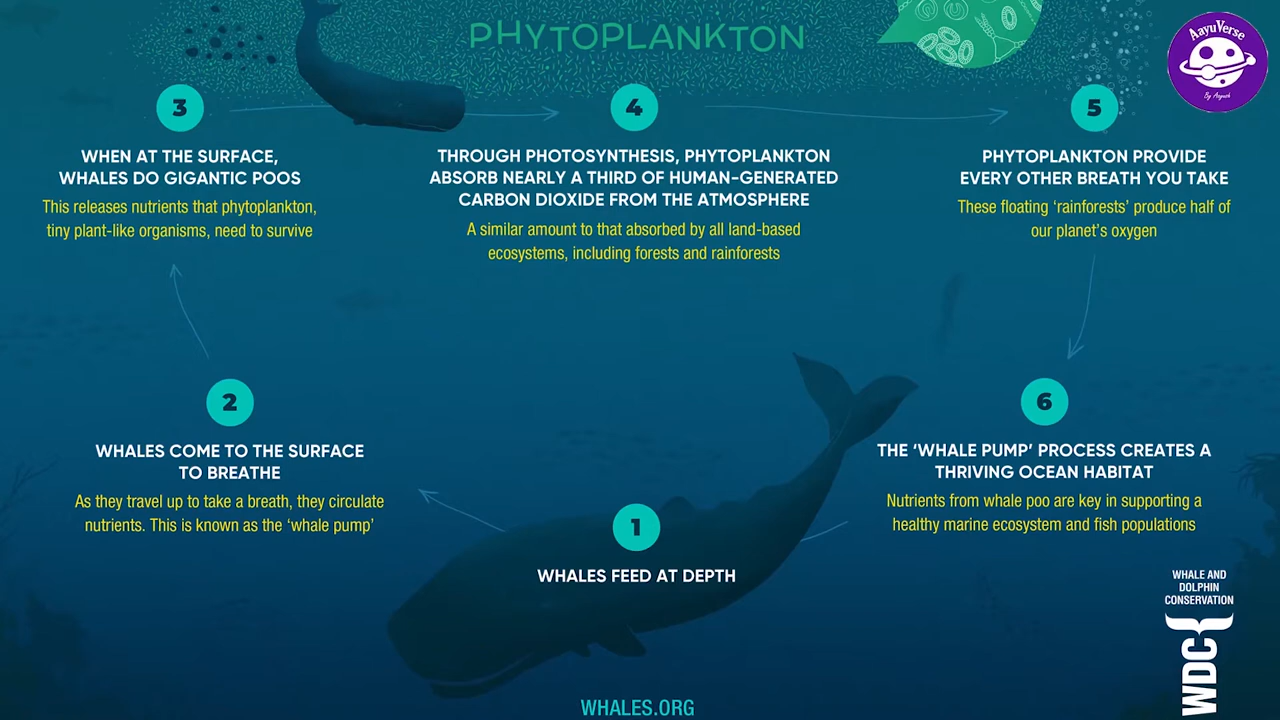 PHYTOPLANKTON
AayuVerse
By Aayush
3
4
5
WHEN AT THE SURFACE,
WHALES DO GIGANTIC POOS
This releases nutrients that phytoplankton,
tiny plant-like organisms, need to survive
THROUGH PHOTOSYNTHESIS, PHYTOPLANKTON
ABSORB NEARLY A THIRD OF HUMAN-GENERATED
CARBON DIOXIDE FROM THE ATMOSPHERE
A similar amount to that absorbed by all land-based
ecosystems, including forests and rainforests
PHYTOPLANKTON PROVIDE
EVERY OTHER BREATH YOU TAKE
These floating ‘rainforests’ produce half of
our planet’s oxygen
2
WHALES COME TO THE SURFACE
TO BREATHE
As they travel up to take a breath, they circulate
nutrients. This is known as the ‘whale pump’
1
WHALES FEED AT DEPTH
6
THE ‘WHALE PUMP’ PROCESS CREATES A
THRIVING OCEAN HABITAT
Nutrients from whale poo are key in supporting a
healthy marine ecosystem and fish populations
WHALE AND
DOLPHIN
CONSERVATION
WDC
WHALES.ORG